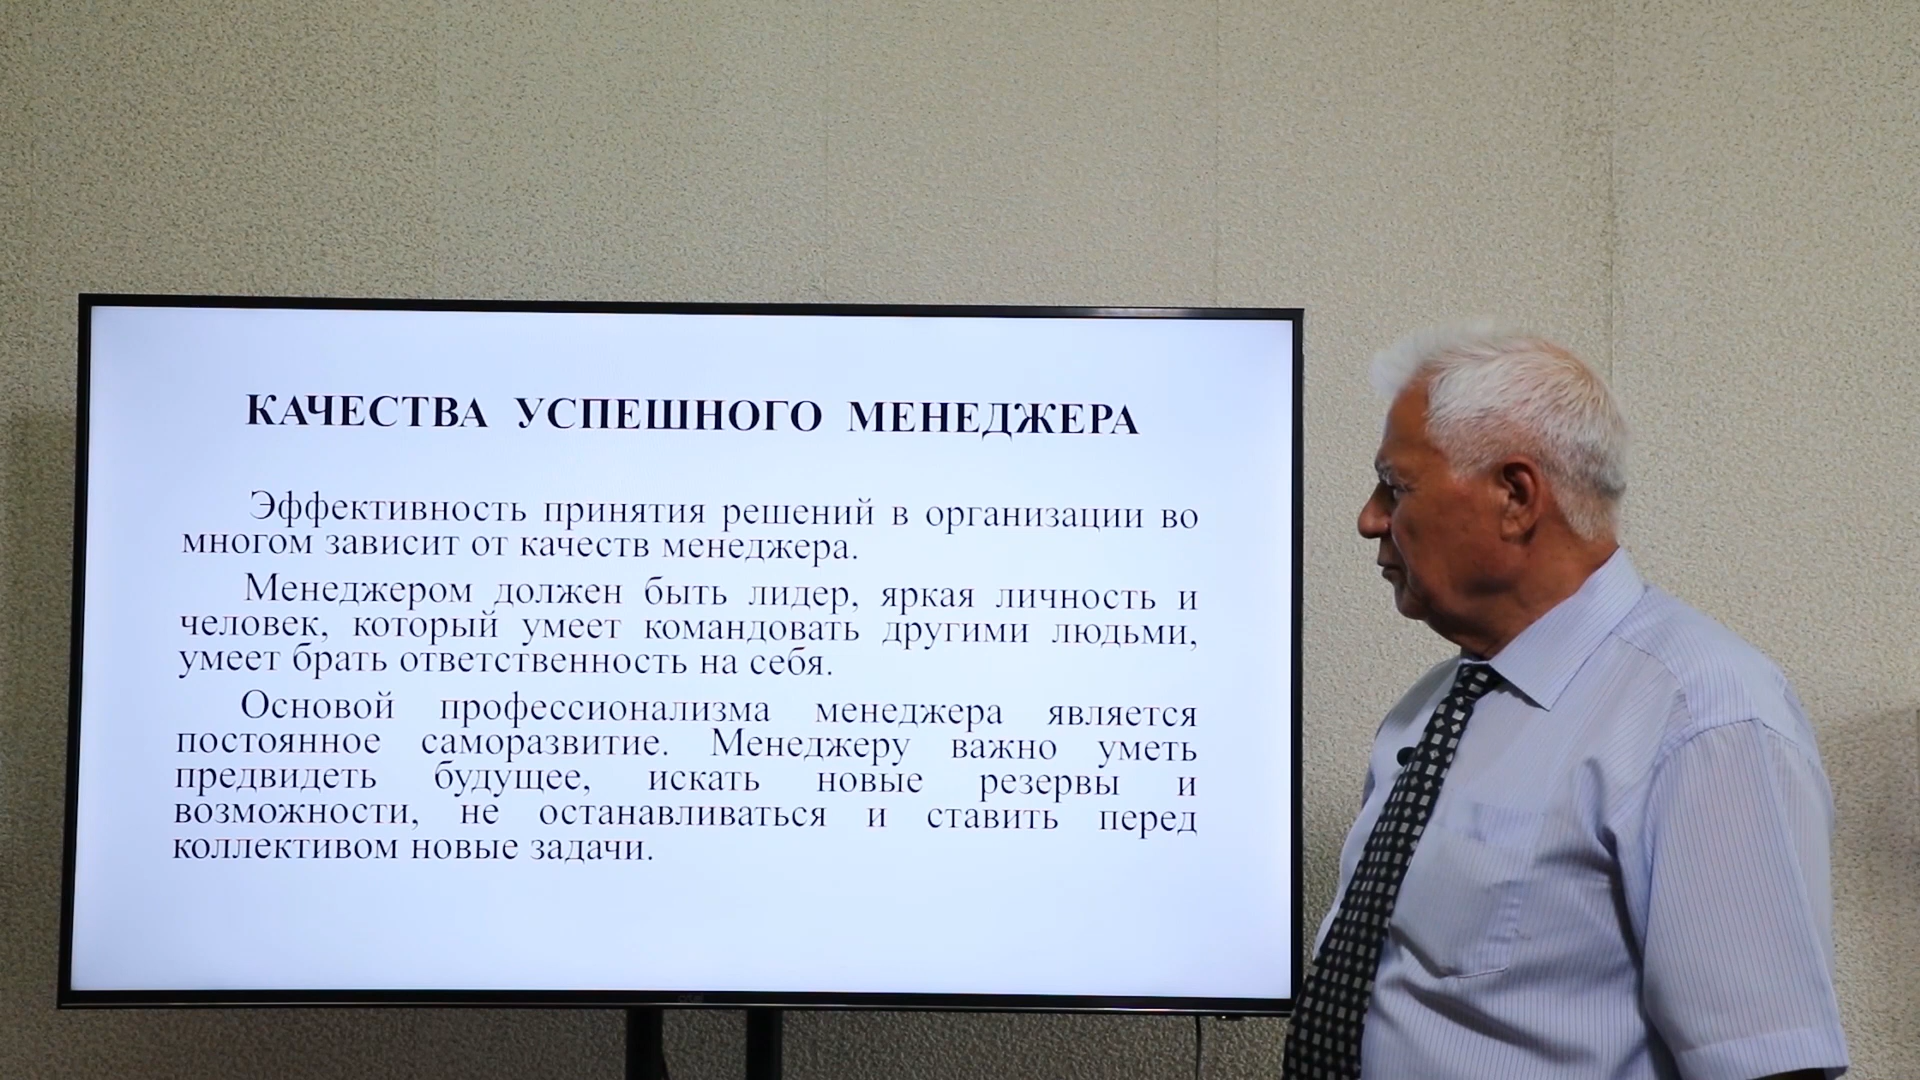 КАЧЕСТВА УСПЕШНОГО МЕНЕДЖЕРА
Эффективность принятия решений в организации во
многом зависит от качеств менеджера.
Менеджером должен быть лидер, яркая личность и
человек, который умеет командовать другими людьми,
умеет брать ответственность на себя.
Основой профессионализма менеджера является
постоянное саморазвитие. Менеджеру важно уметь
предвидеть будущее, искать новые резервы и
возможности, не останавливаться и ставить перед
коллективом новые задачи.